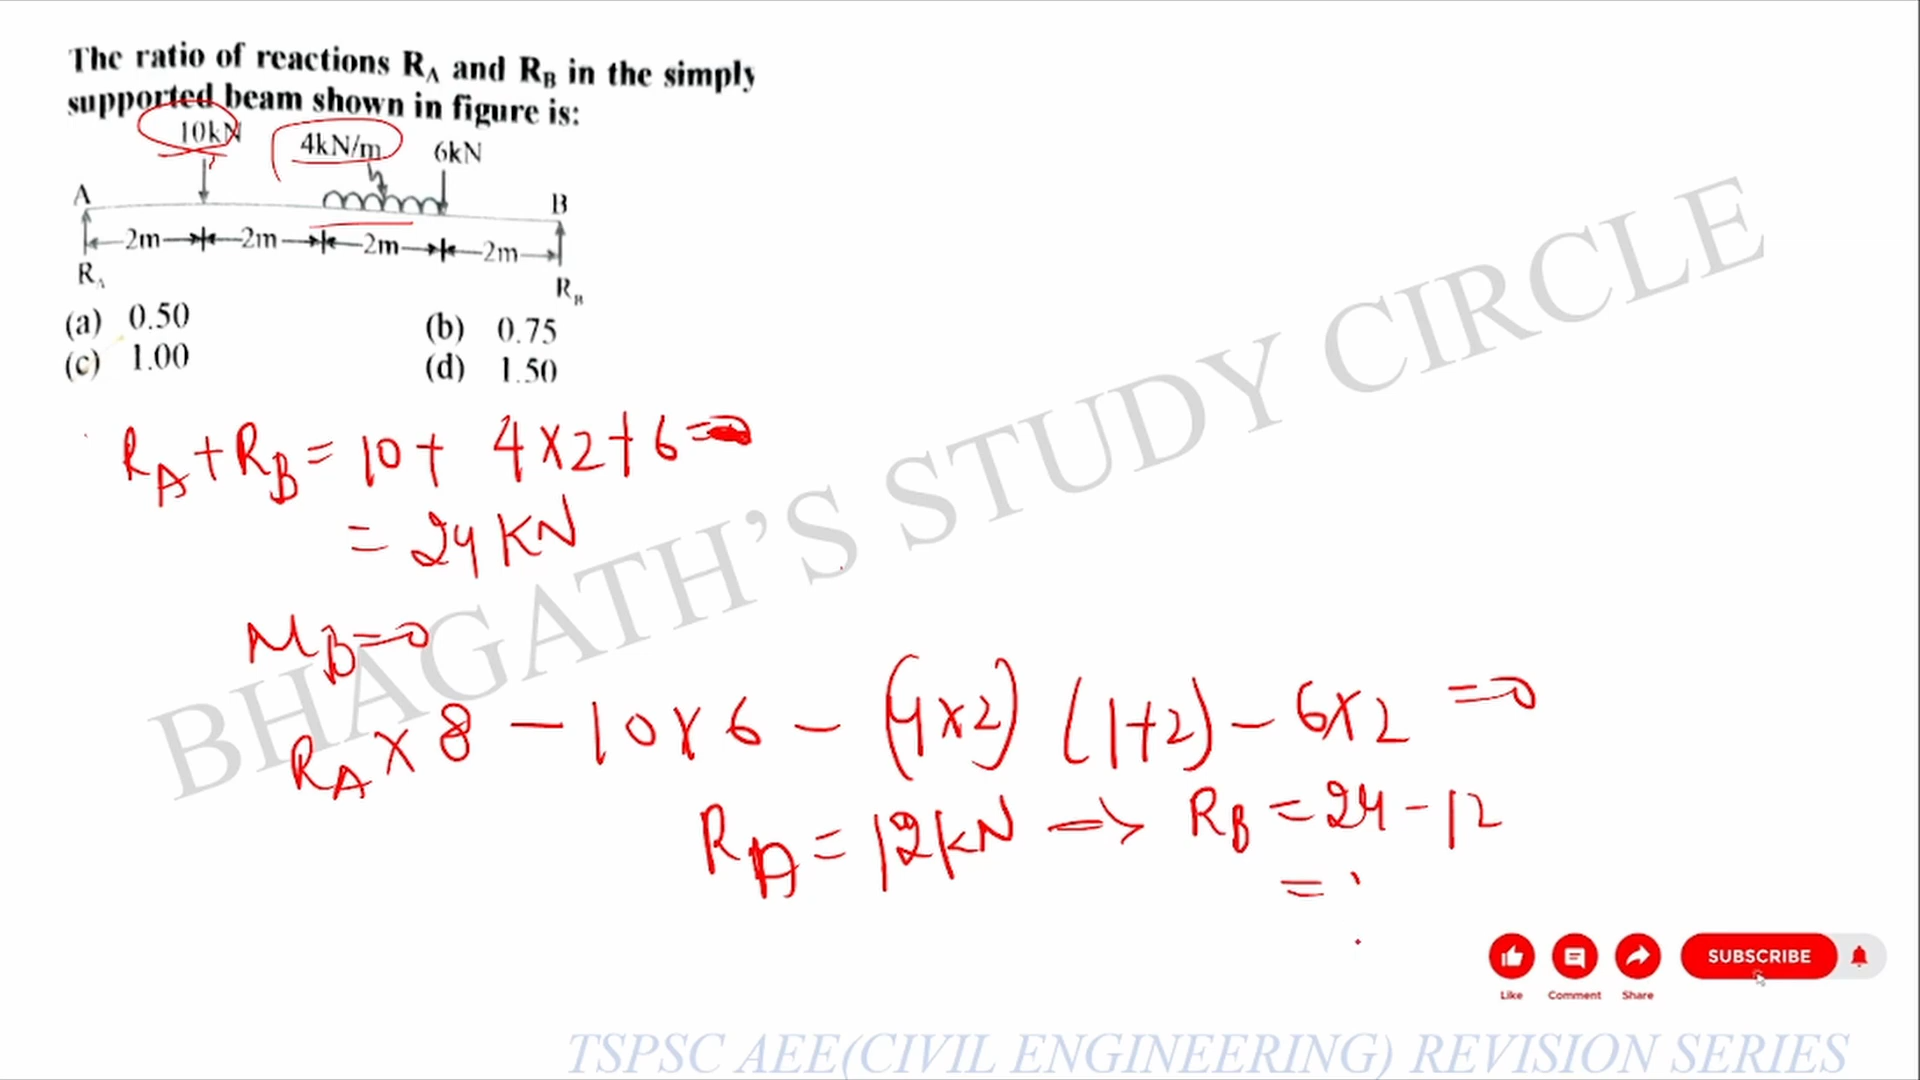 The ratio of reactions R_A and R_B in the simply
supported beam shown in figure is:
10kN
4kN/m
6kN
A
B
2m 2m 2m 2m
R_A
R_B
(a) 0.50
(b) 0.75
(c) 1.00
(d) 1.50
R_A + R_B = 10 + 4 × 2 + 6
= 24 KN
M_B = 0
R_A × 8 - 10 × 6 - (4 × 2) (1+2) - 6 × 2 = 0
R_A = 12 kN → R_B = 24 - 12
=
BHAGATH'S STUDY CIRCLE
Like
Comment
Share
SUBSCRIBE
TSPSC AEE(CIVIL ENGINEERING) REVISION SERIES